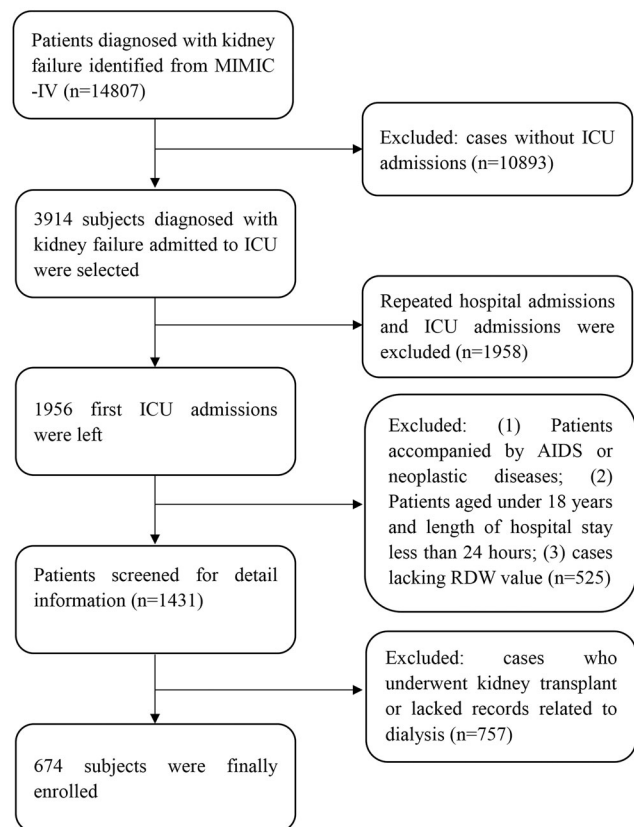 Patients diagnosed with kidney
failure identified from MIMIC
-IV (n=14807)
Excluded: cases without ICU
admissions (n=10893)
3914 subjects diagnosed with
kidney failure admitted to ICU
were selected
Repeated hospital admissions
and ICU admissions were
excluded (n=1958)
1956 first ICU admissions
were left
Excluded: (1) Patients
accompanied by AIDS or
neoplastic diseases; (2)
Patients aged under 18 years
and length of hospital stay
less than 24 hours; (3) cases
lacking RDW value (n=525)
Patients screened for detail
information (n=1431)
Excluded: cases who
underwent kidney transplant
or lacked records related to
dialysis (n=757)
674 subjects were finally
enrolled